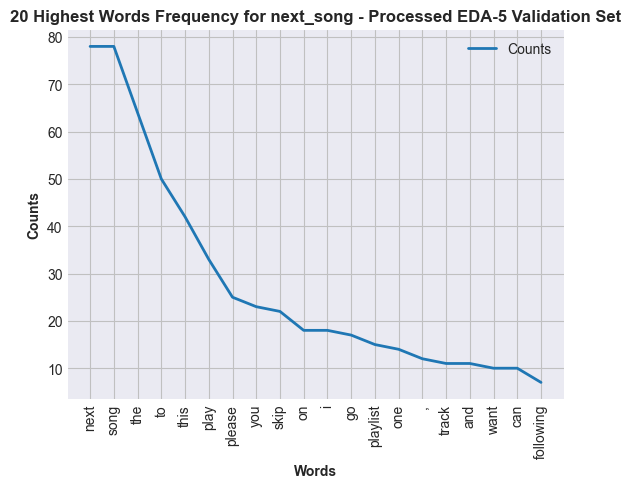 20 Highest Words Frequency for next_song - Processed EDA-5 Validation Set
Counts
80
70
60
50
40
30
20
10
Counts
next
song
the
to
this
play
please
you
skip
on
i
go
playlist
one
,
track
and
want
can
following
Words